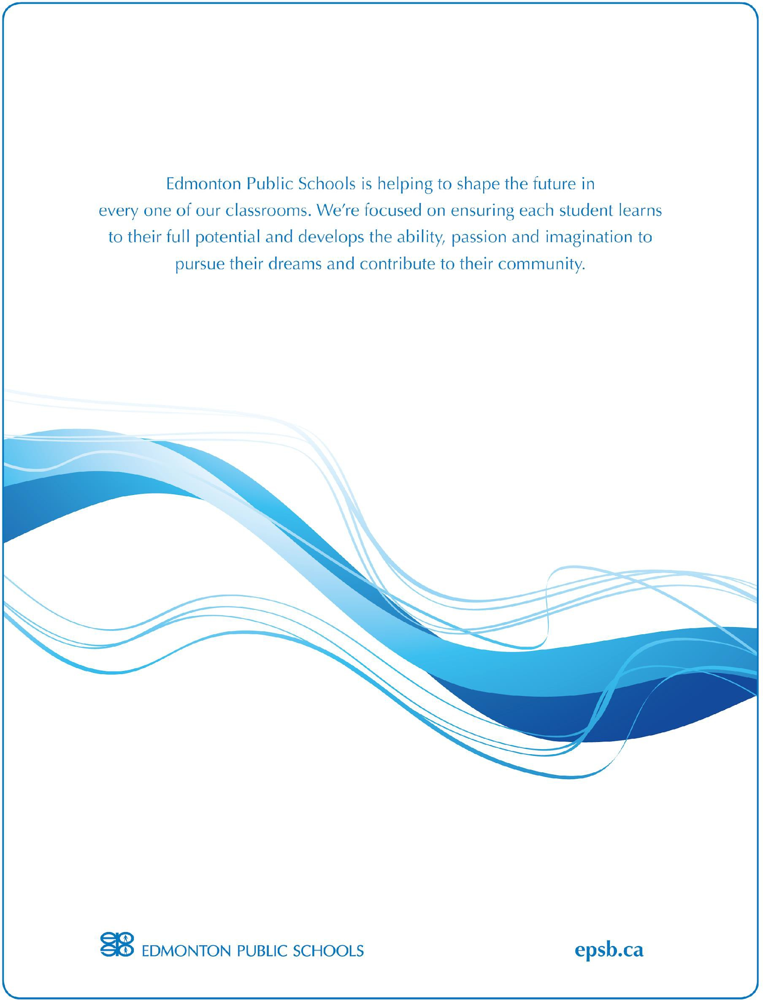 Edmonton Public Schools is helping to shape the future in
every one of our classrooms. We're focused on ensuring each student learns
to their full potential and develops the ability, passion and imagination to
pursue their dreams and contribute to their community.
EDMONTON PUBLIC SCHOOLS
epsb.ca